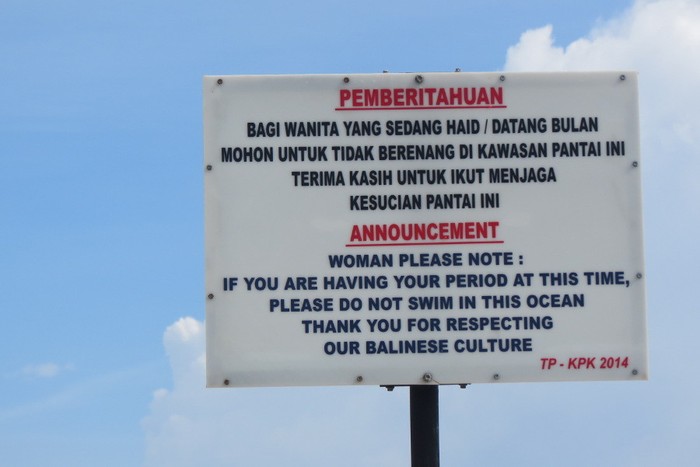 PEMBERITAHUAN
BAGI WANITA YANG SEDANG HAID / DATANG BULAN
MOHON UNTUK TIDAK BERENANG DI KAWASAN PANTAI INI
TERIMA KASIH UNTUK IKUT MENJAGA
KESUCIAN PANTAI INI
ANNOUNCEMENT
WOMAN PLEASE NOTE :
IF YOU ARE HAVING YOUR PERIOD AT THIS TIME,
PLEASE DO NOT SWIM IN THIS OCEAN
THANK YOU FOR RESPECTING
OUR BALINESE CULTURE
TP - KPK 2014